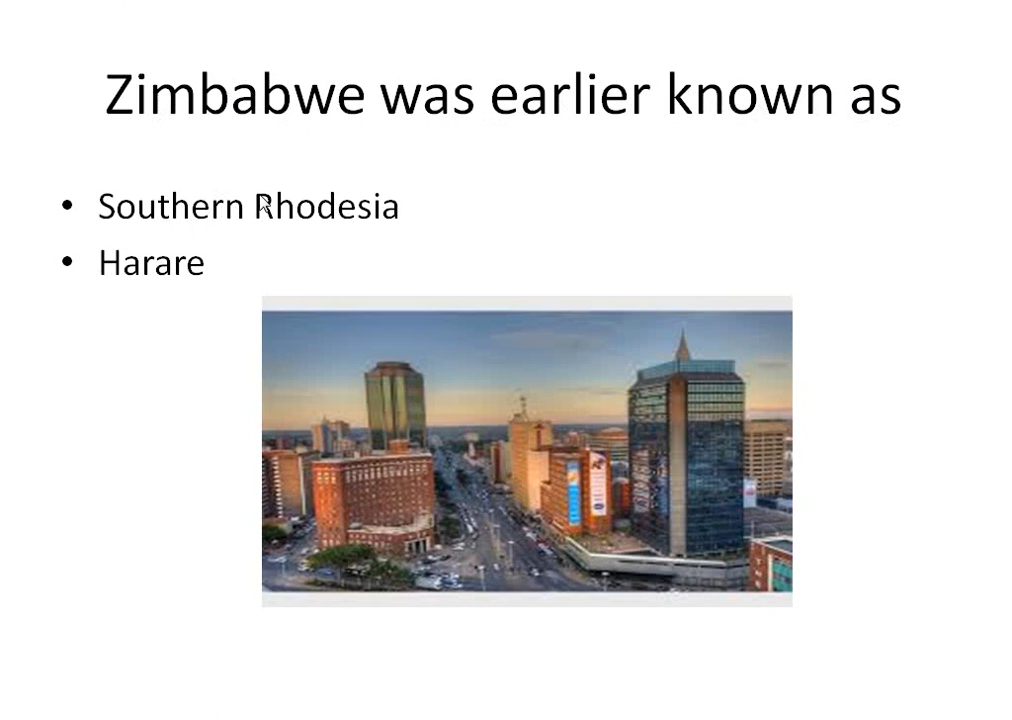 Zimbabwe was earlier known as
• Southern Rhodesia
• Harare